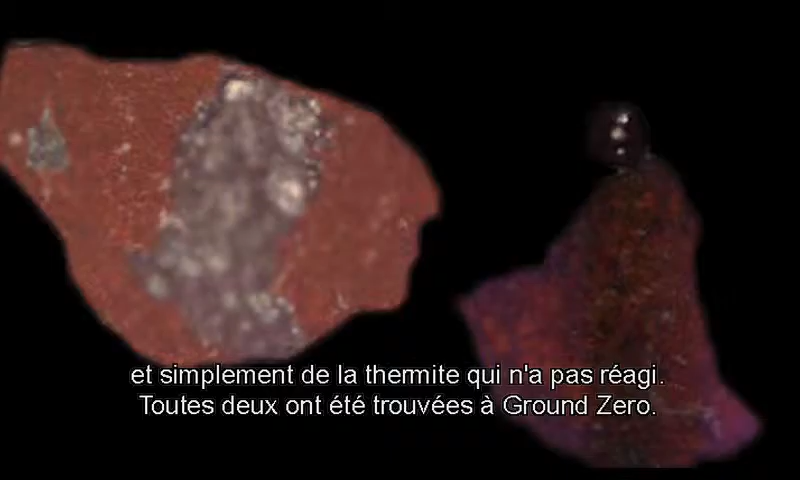 et simplement de la thermite qui n'a pas réagi.
Toutes deux ont été trouvées à Ground Zero.